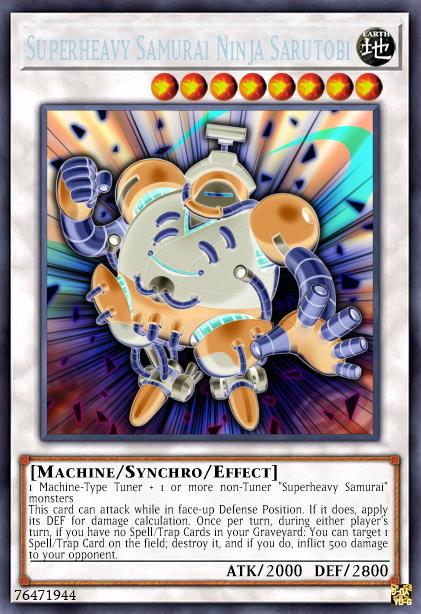 Superheavy Samurai Ninja Sarutobi
EARTH
地
[Machine/Synchro/Effect]
1 Machine-Type Tuner + 1 or more non-Tuner "Superheavy Samurai"
monsters
This card can attack while in face-up Defense Position. If it does, apply
its DEF for damage calculation. Once per turn, during either player's
turn, if you have no Spell/Trap Cards in your Graveyard: You can target 1
Spell/Trap Card on the field; destroy it, and if you do, inflict 500 damage
to your opponent.
ATK/2000 DEF/2800
76471944